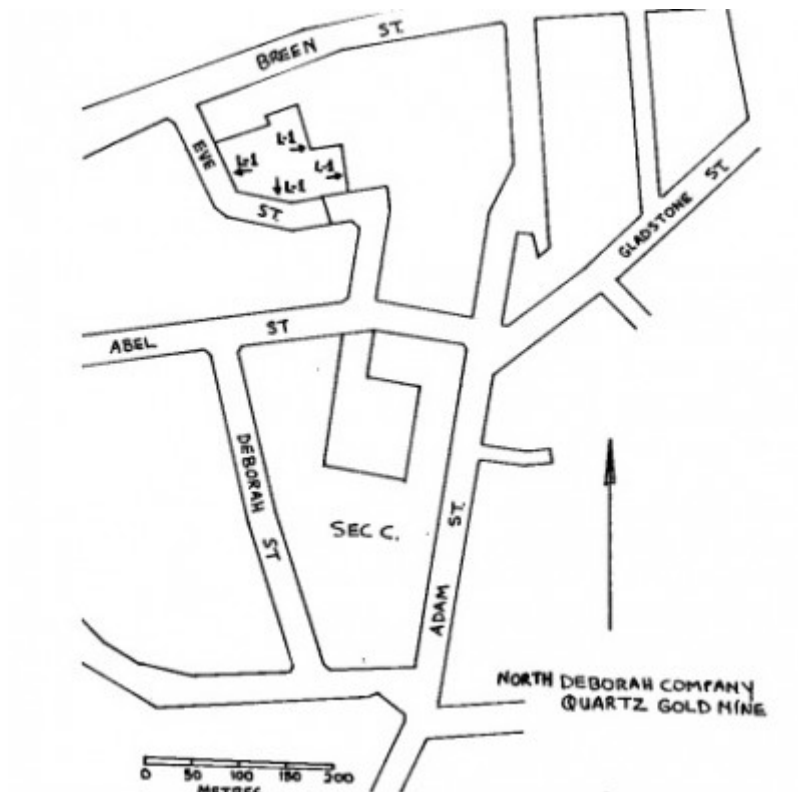 BREEN ST.
EVE ST.
L-1
L-1
L-1
L-1
GLADSTONE ST
ABEL ST
DEBORAH ST
SEC C.
ADAM ST.
NORTH DEBORAH COMPANY
QUARTZ GOLD MINE
0 50 100 150 200
METRES